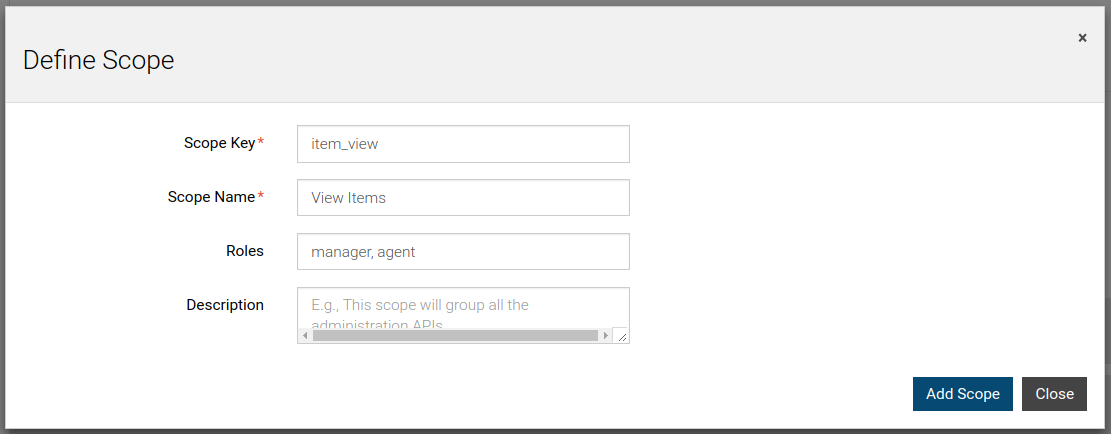 ×
Define Scope
Scope Key*
item_view
Scope Name*
View Items
Roles
manager, agent
Description
E.g., This scope will group all the
administration APIs
Add Scope
Close